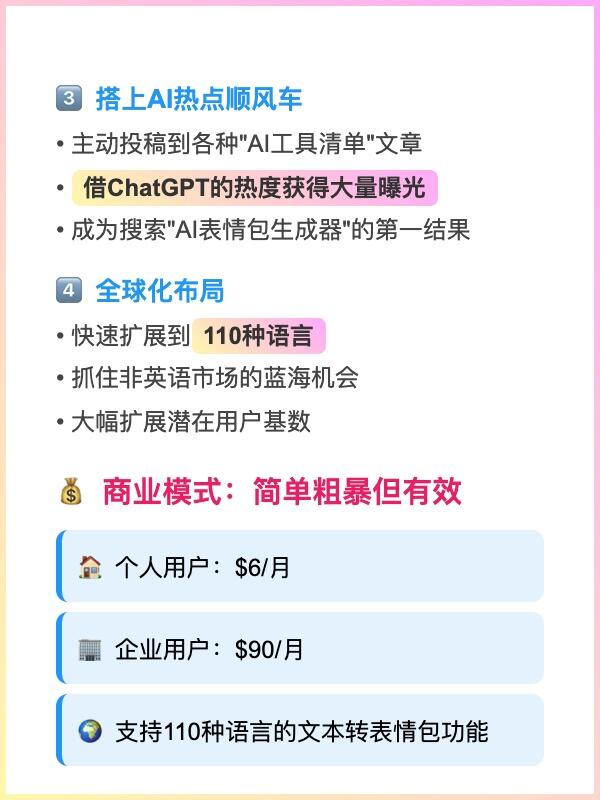 3 搭上AI热点顺风车
• 主动投稿到各种"AI工具清单"文章
• 借ChatGPT的热度获得大量曝光
• 成为搜索"AI表情包生成器"的第一结果
4 全球化布局
• 快速扩展到 110种语言
• 抓住非英语市场的蓝海机会
• 大幅扩展潜在用户基数
💰 商业模式：简单粗暴但有效
🏠 个人用户：$6/月
🏢 企业用户：$90/月
🌍 支持110种语言的文本转表情包功能